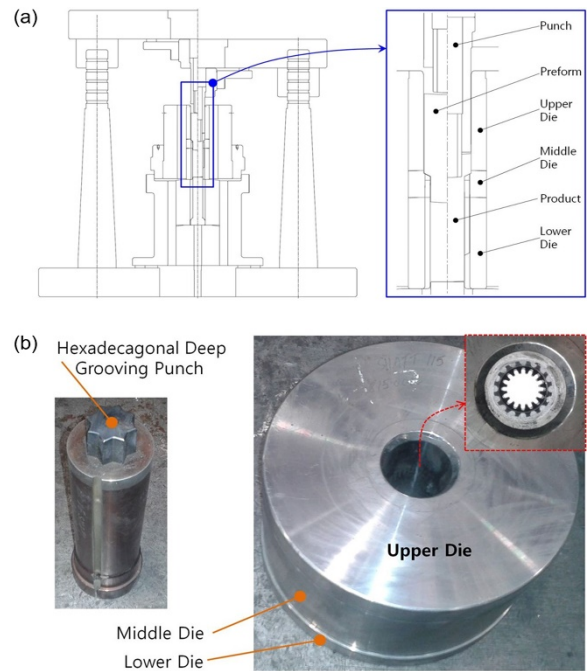 (a)
Punch
Preform
Upper
Die
Middle
Die
Product
Lower
Die
(b)
Hexadecagonal Deep
Grooving Punch
Upper Die
Middle Die
Lower Die